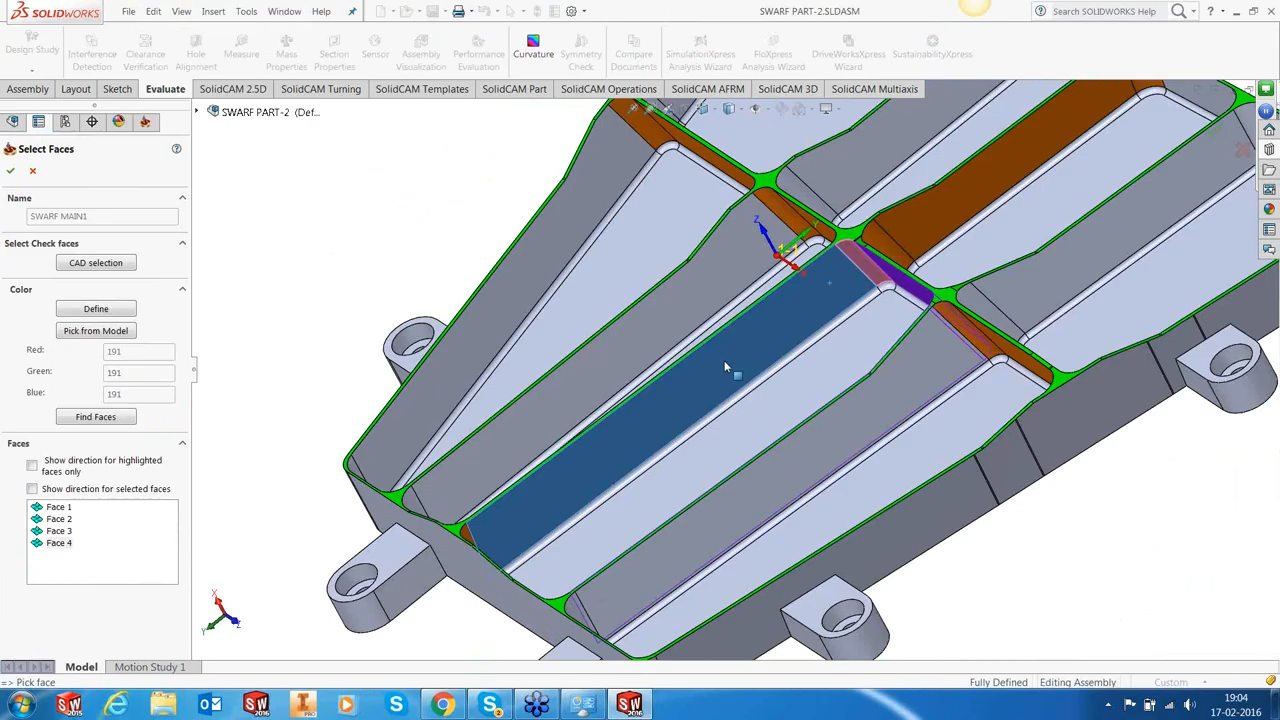 SOLIDWORKS
File
Edit
View
Insert
Tools
Window
Help
SWARF PART-2.SLDASM
Search SOLIDWORKS Help
Design Study
Interference Detection
Clearance Verification
Hole Alignment
Measure
Mass Properties
Section Properties
Sensor
Assembly Visualization
Performance Evaluation
Curvature
Symmetry Check
Compare Documents
SimulationXpress Analysis Wizard
FloXpress Analysis Wizard
DriveWorksXpress Wizard
SustainabilityXpress
Assembly
Layout
Sketch
Evaluate
SolidCAM 2.5D
SolidCAM Turning
SolidCAM Templates
SolidCAM Part
SolidCAM Operations
SolidCAM AFRM
SolidCAM 3D
SolidCAM Multiaxis
SWARF PART-2 (Def...
Select Faces
Name
SWARF MAIN1
Select Check faces
CAD selection
Color
Define
Pick from Model
Red:
191
Green:
191
Blue:
191
Find Faces
Faces
Show direction for highlighted
faces only
Show direction for selected faces
Face 1
Face 2
Face 3
Face 4
Z
X
Y
Z
Model
Motion Study 1
=> Pick face
Fully Defined
Editing Assembly
Custom
19:04
17-02-2016